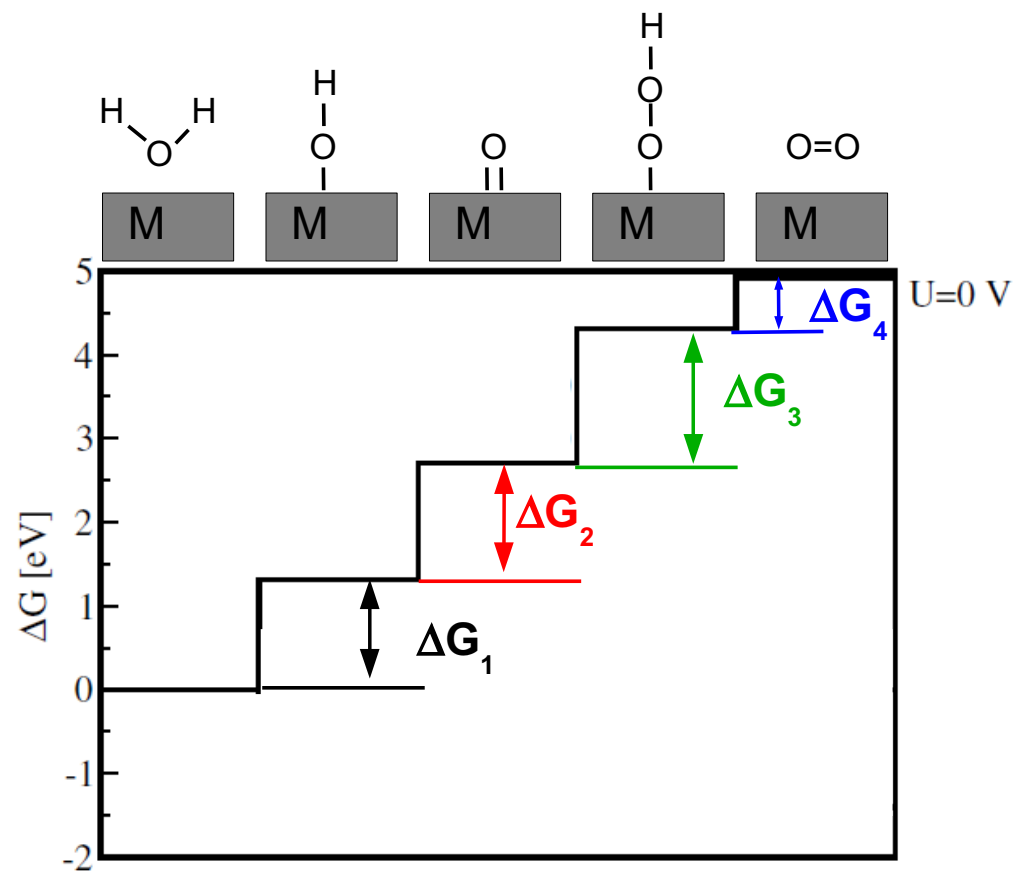 H
H H H O
O O O O O=O
M M M M M
5
U=0 V
ΔG4
4
ΔG3
3
ΔG2
2
ΔG [eV]
1
ΔG1
0
-1
-2